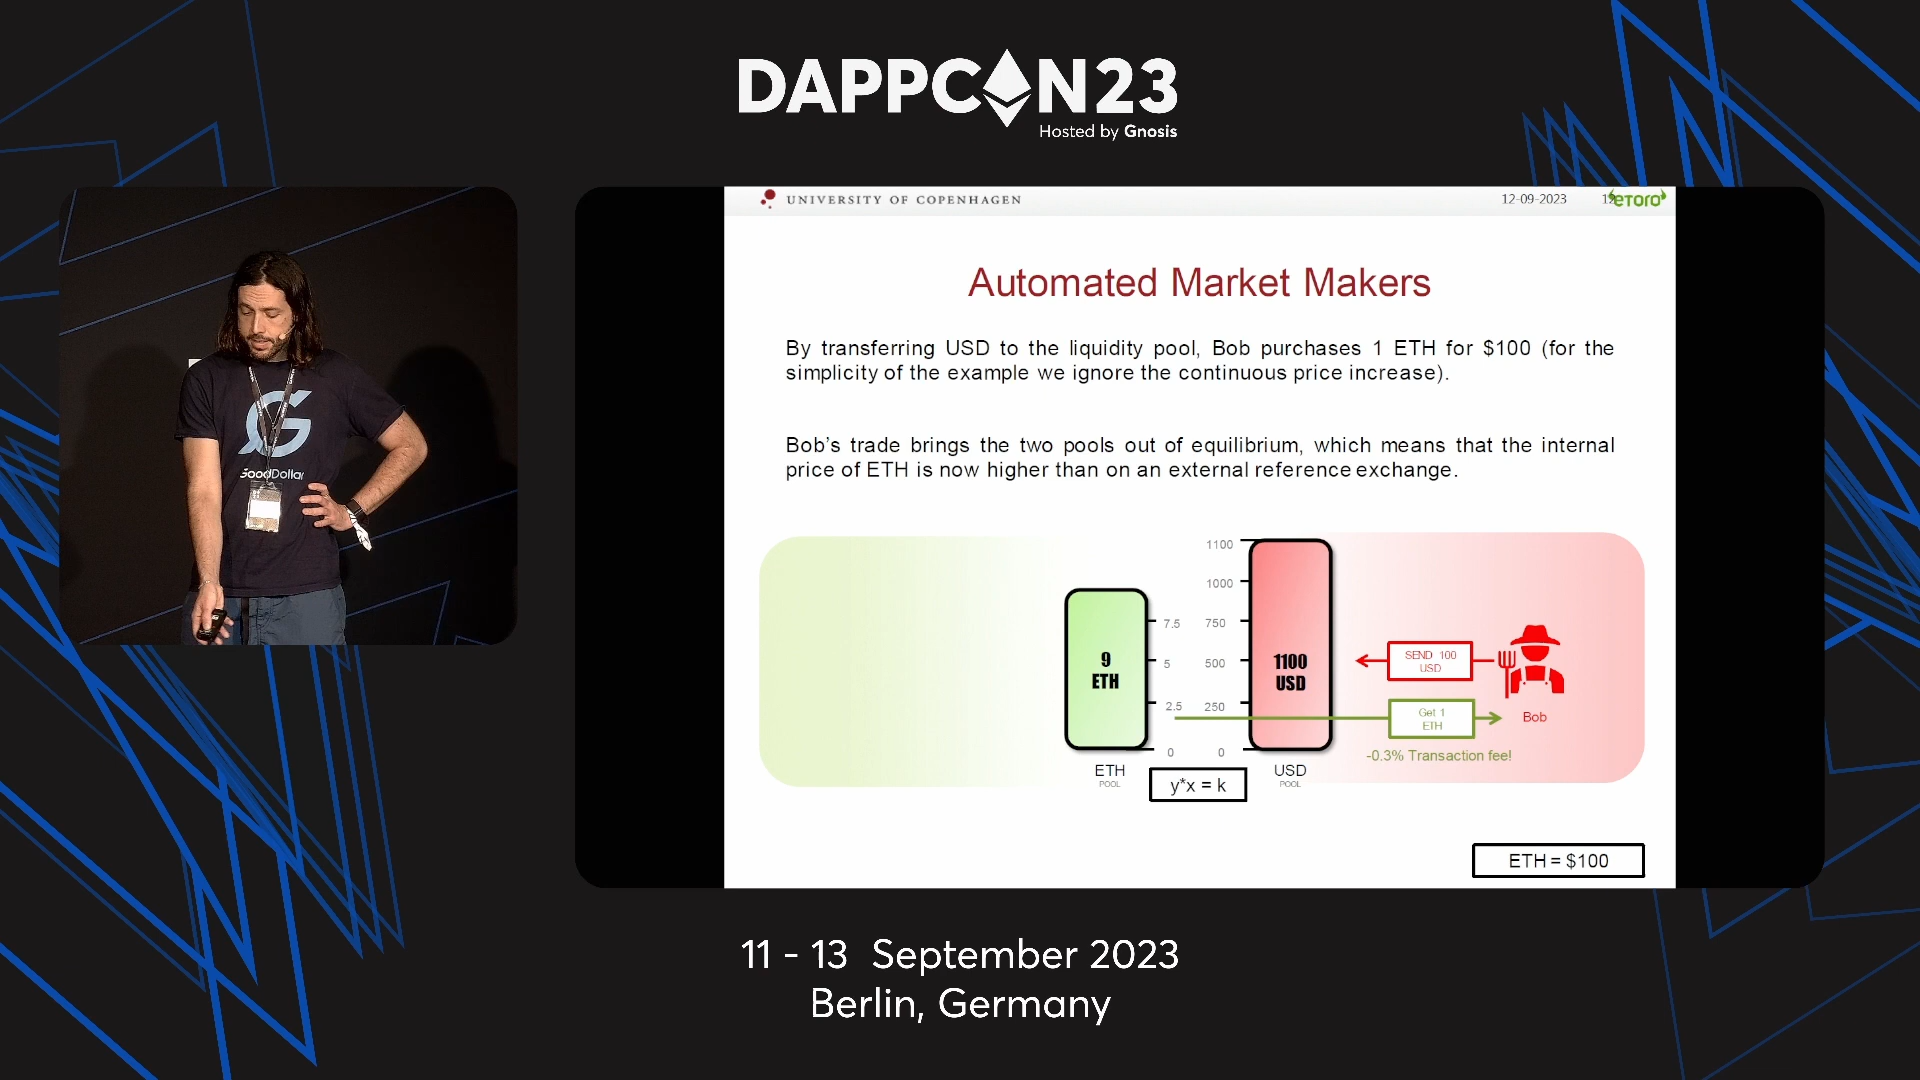 DAPPCON23
Hosted by Gnosis
UNIVERSITY OF COPENHAGEN
12-09-2023
eToro
Automated Market Makers
By transferring USD to the liquidity pool, Bob purchases 1 ETH for $100 (for the
simplicity of the example we ignore the continuous price increase).
Bob's trade brings the two pools out of equilibrium, which means that the internal
price of ETH is now higher than on an external reference exchange.
1100
1000
7.5 750
5 500
2.5 250
0 0
9
ETH
1100
USD
SEND 100
USD
Get 1
ETH
Bob
-0.3% Transaction fee!
ETH
POOL
USD
POOL
y*x = k
ETH = $100
G
GoodDollar
11 - 13 September 2023
Berlin, Germany